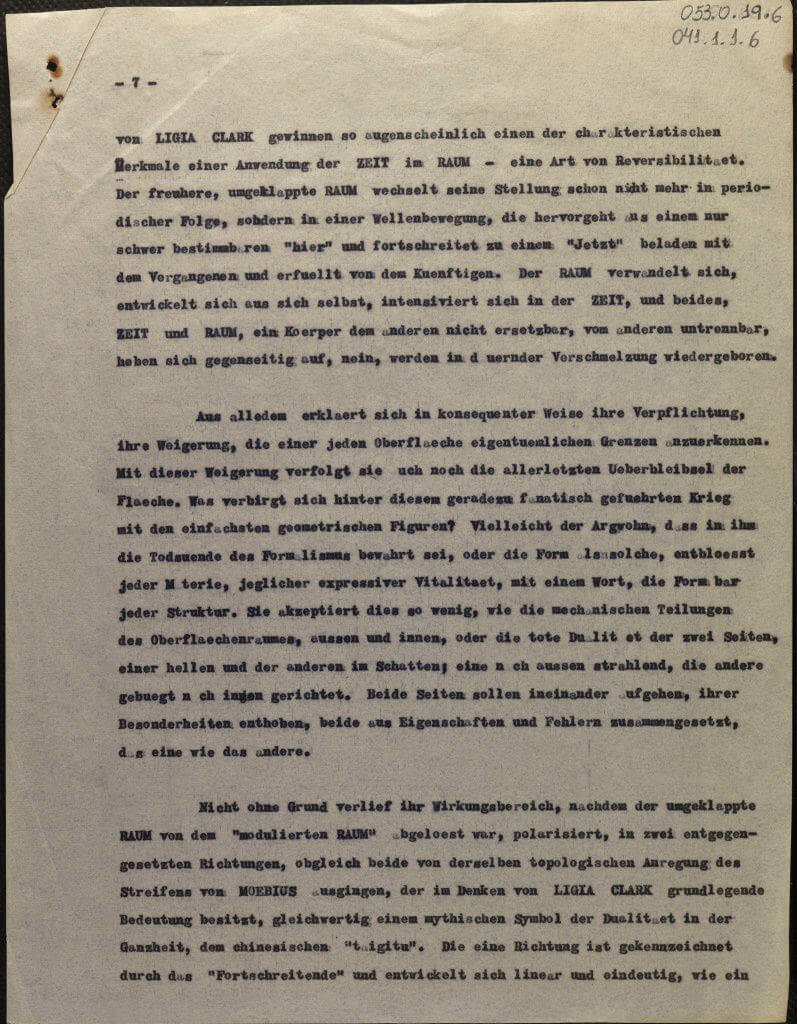 053.0.19.6
041.1.1.6
- 7 -
von LIGIA CLARK gewinnen so augenscheinlich einen der charakteristischen
Merkmale einer Anwendung der ZEIT im RAUM - eine Art von Reversibilitaet.
Der freuhere, umgeklappte RAUM wechselt seine Stellung schon nicht mehr in perio-
discher Folge, sondern in einer Wellenbewegung, die hervorgeht aus einem nur
schwer bestimmbaren "hier" und fortschreitet zu einem "Jetzt" beladen mit
dem Vergangenen und erfuellt von dem Kuenftigen. Der RAUM verwandelt sich,
entwickelt sich aus sich selbst, intensiviert sich in der ZEIT, und beides,
ZEIT und RAUM, ein Koerper dem anderen nicht ersetzbar, vom anderen untrennbar,
heben sich gegenseitig auf, nein, werden in dauernder Verschmelzung wiedergeboren.
Aus alledem erklaert sich in konsequenter Weise ihre Verpflichtung,
ihre Weigerung, die einer jeden Oberflaeche eigentuemlichen Grenzen anzuerkennen.
Mit dieser Weigerung verfolgt sie auch noch die allerletzten Ueberbleibsel der
Flaeche. Was verbirgt sich hinter diesem geradezu fanatisch gefuehrten Krieg
mit den einfachsten geometrischen Figuren? Vielleicht der Argwohn, dass in ihm
die Todsuende des Formalismus bewahrt sei, oder die Form alssolche, entbloesst
jeder Materie, jeglicher expressiver Vitalitaet, mit einem Wort, die Form bar
jeder Struktur. Sie akzeptiert dies so wenig, wie die mechanischen Teilungen
des Oberflaechenraumes, aussen und innen, oder die tote Dualitaet der zwei Seiten,
einer hellen und der anderen im Schatten; eine nach aussen strahlend, die andere
gebuegt nach innen gerichtet. Beide Seiten sollen ineinander aufgehen, ihrer
Besonderheiten enthoben, beide aus Eigenschaften und Fehlern zusammengesetzt,
das eine wie das andere.
Nicht ohne Grund verlief ihr Wirkungsbereich, nachdem der umgeklappte
RAUM von dem "modulierten RAUM" abgeloest war, polarisiert, in zwei entgegen-
gesetzten Richtungen, obgleich beide von derselben topologischen Anregung des
Streifens von MOEBIUS ausgingen, der im Denken von LIGIA CLARK grundlegende
Bedeutung besitzt, gleichwertig einem mythischen Symbol der Dualitaet in der
Ganzheit, dem chinesischen "taigitu". Die eine Richtung ist gekennzeichnet
durch das "Fortschreitende" und entwickelt sich linear und eindeutig, wie ein